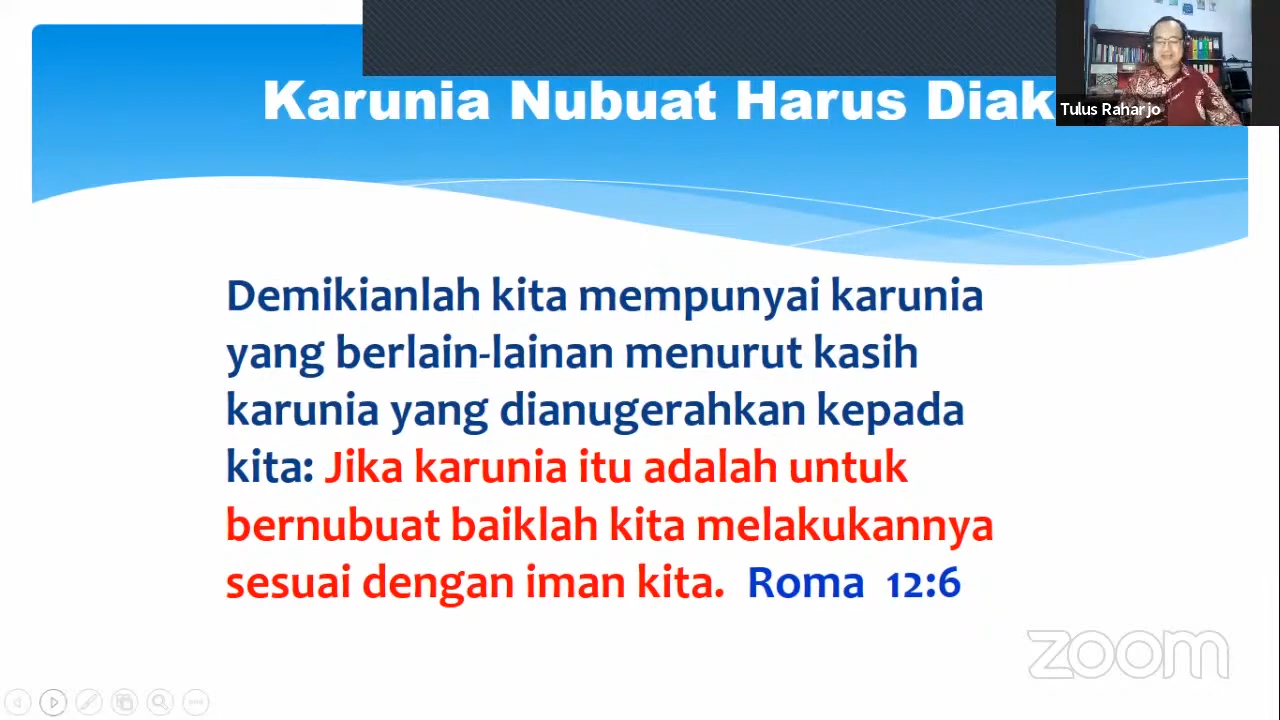 Karunia Nubuat Harus
Tulus Raharjo
Demikianlah kita mempunyai karunia
yang berlain-lainan menurut kasih
karunia yang dianugerahkan kepada
kita: Jika karunia itu adalah untuk
bernubuat baiklah kita melakukannya
sesuai dengan iman kita. Roma 12:6
zoom